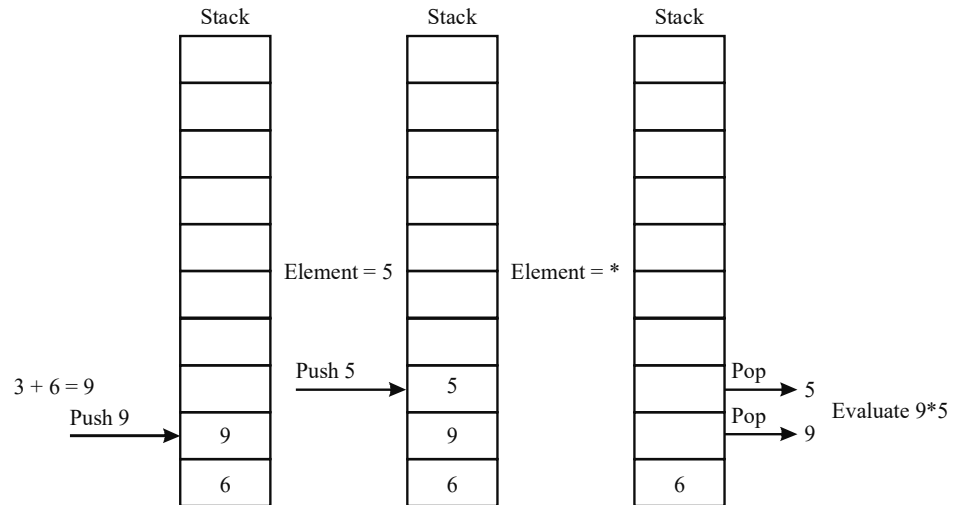 Stack
Stack
Stack
Element = 5
Element = *
3 + 6 = 9
Push 9
9
6
Push 5
5
9
6
Pop
5
Pop
9
Evaluate 9*5
6